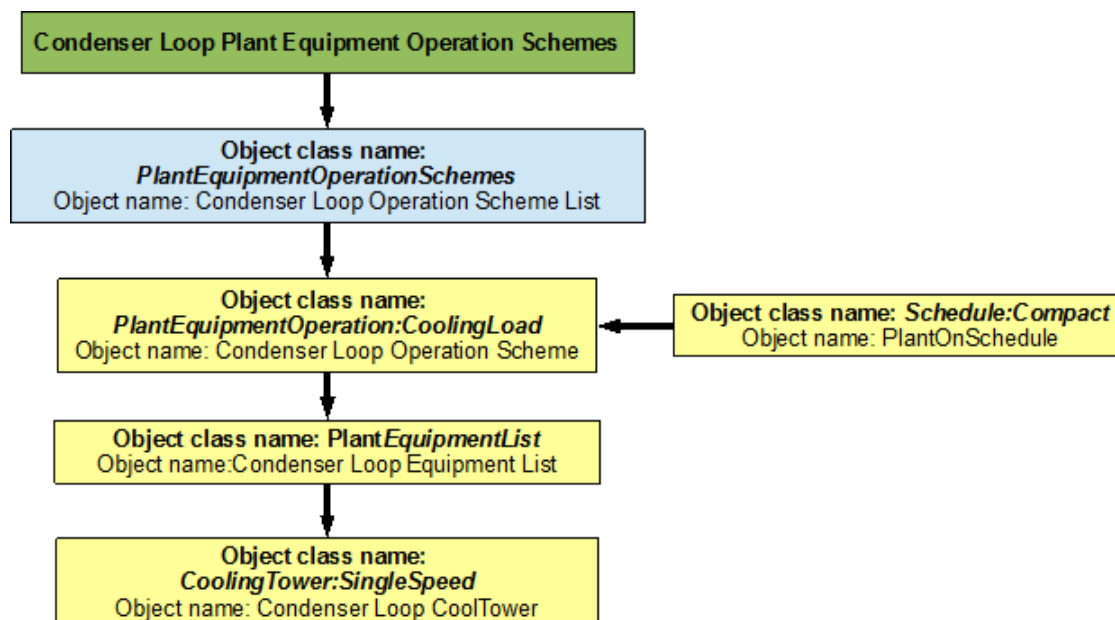 Condenser Loop Plant Equipment Operation Schemes
Object class name:
PlantEquipmentOperationSchemes
Object name: Condenser Loop Operation Scheme List
Object class name:
PlantEquipmentOperation:CoolingLoad
Object name: Condenser Loop Operation Scheme
Object class name: Schedule:Compact
Object name: PlantOnSchedule
Object class name: PlantEquipmentList
Object name:Condenser Loop Equipment List
Object class name:
CoolingTower:SingleSpeed
Object name: Condenser Loop CoolTower